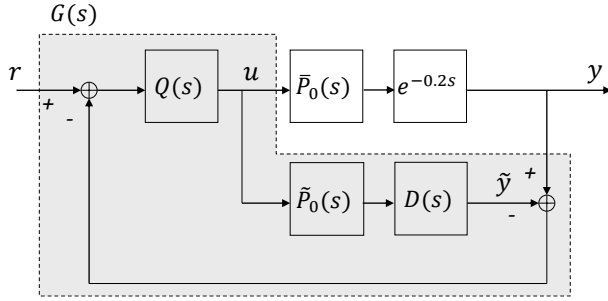 G(s)
r
Q(s)
u
P̄₀(s)
e^{-0.2s}
y
+
-
+
P̃₀(s)
D(s)
ỹ
-